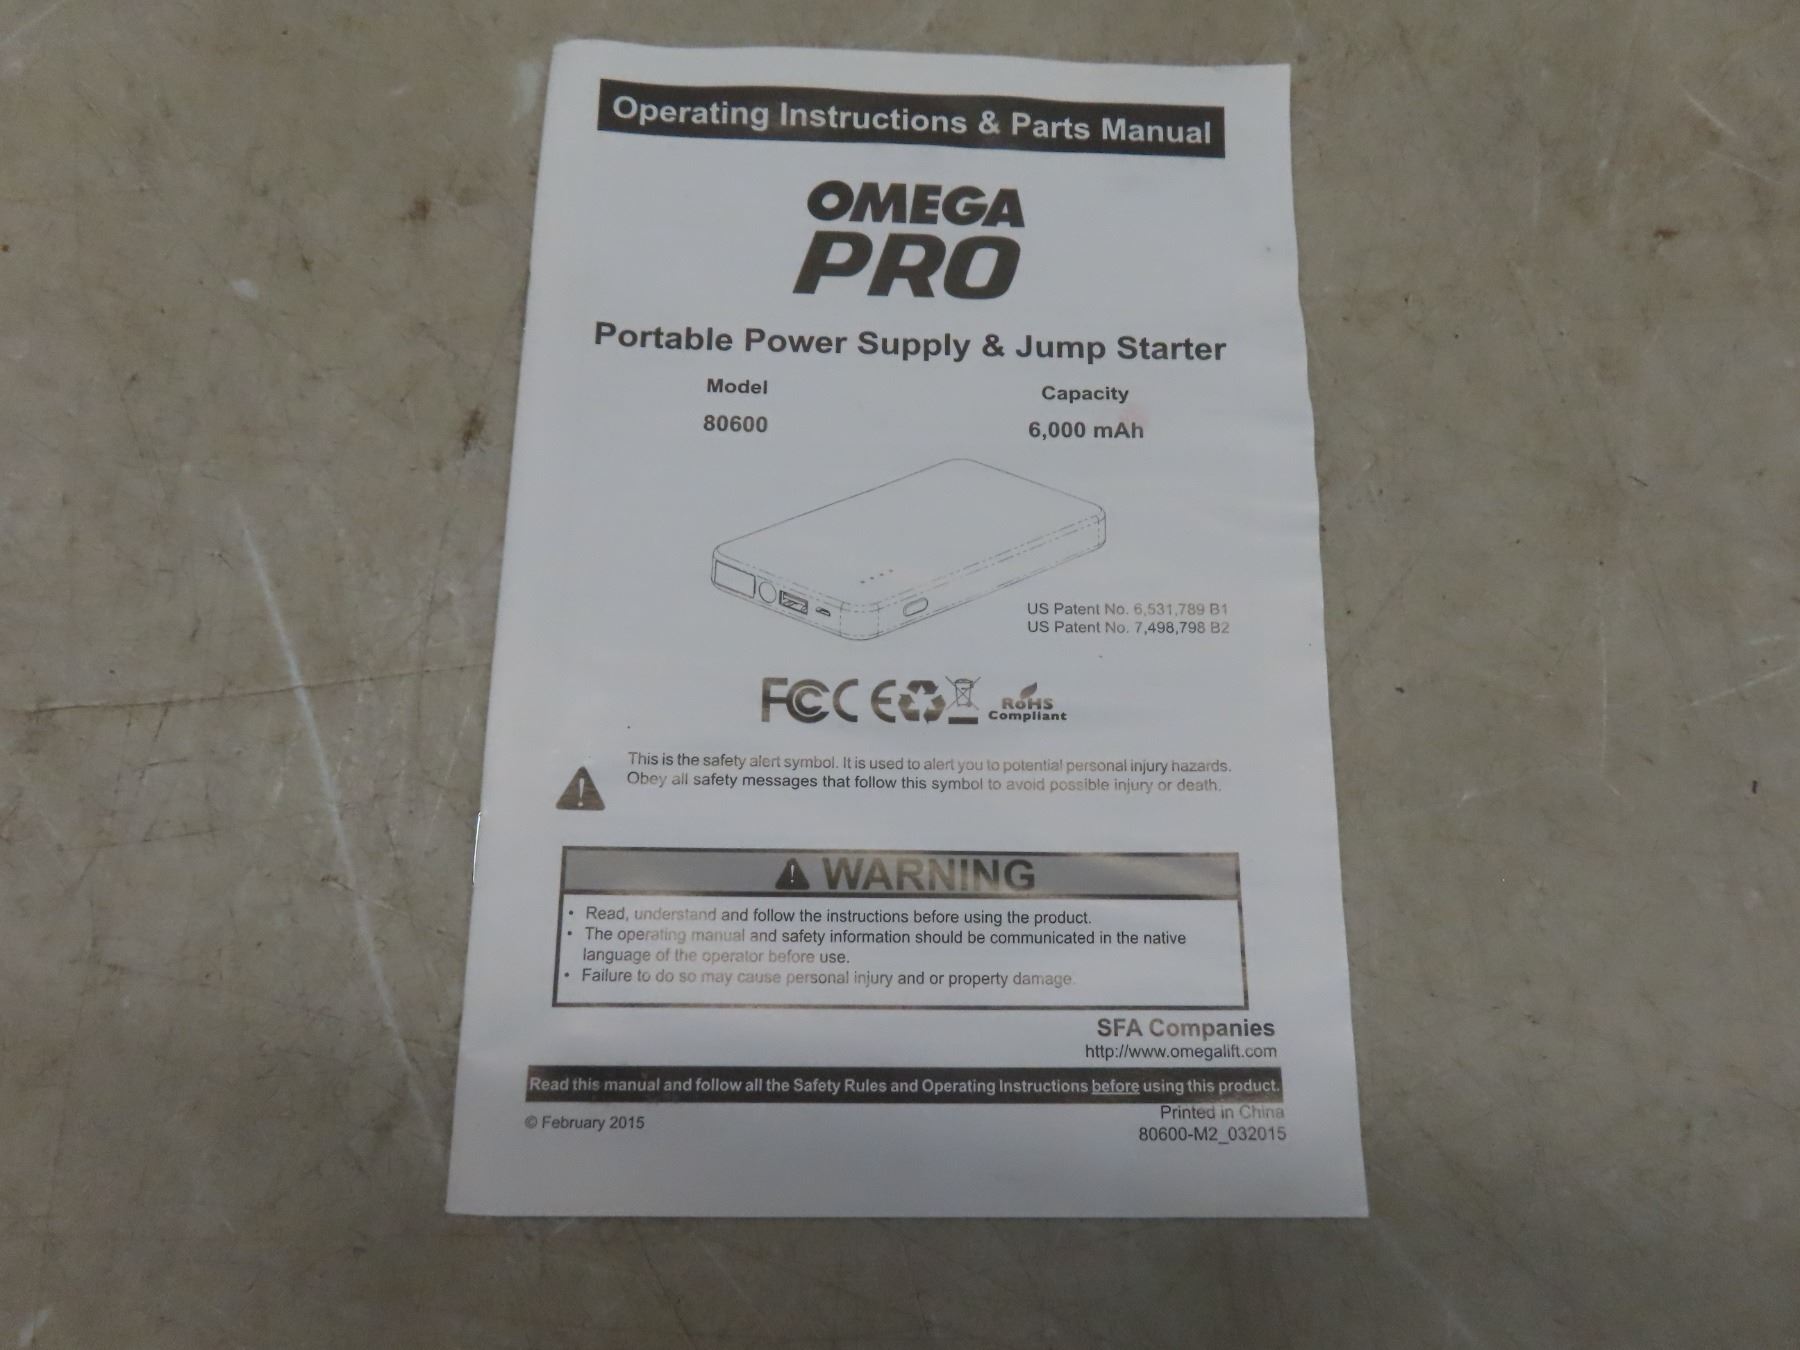 Operating Instructions & Parts Manual
OMEGA
PRO
Portable Power Supply & Jump Starter
Model
80600
Capacity
6,000 mAh
US Patent No. 6,531,789 B1
US Patent No. 7,498,798 B2
FC CE RoHS
Compliant
This is the safety alert symbol. It is used to alert you to potential personal injury hazards.
Obey all safety messages that follow this symbol to avoid possible injury or death.
WARNING
• Read, understand and follow the instructions before using the product.
• The operating manual and safety information should be communicated in the native
language of the operator before use.
• Failure to do so may cause personal injury and or property damage.
SFA Companies
http://www.omegalift.com
Read this manual and follow all the Safety Rules and Operating Instructions before using this product.
© February 2015
Printed in China
80600-M2_032015